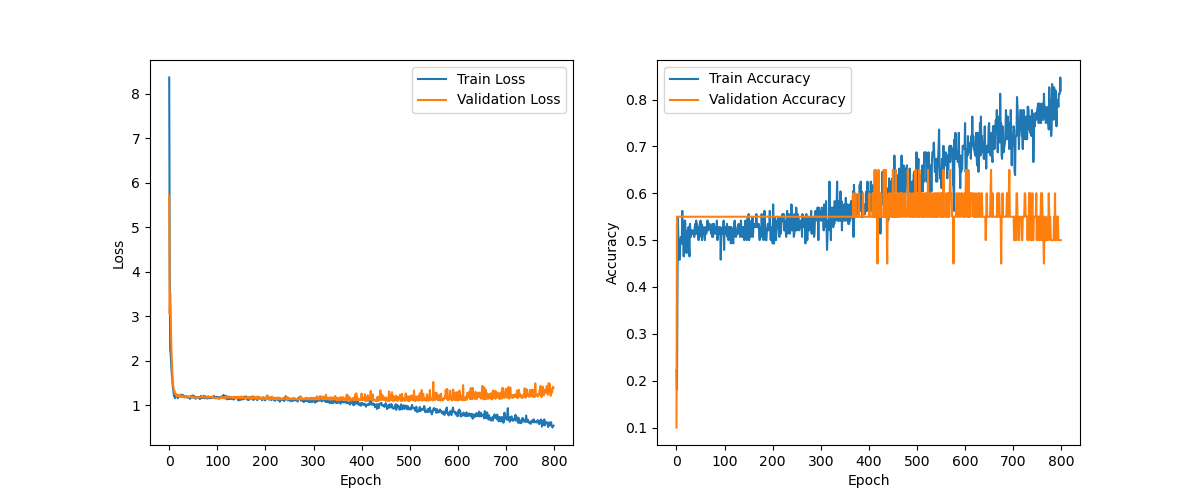 Train Loss
Validation Loss
8
7
6
5
4
3
2
1
Loss
0 100 200 300 400 500 600 700 800
Epoch
Train Accuracy
Validation Accuracy
0.8
0.7
0.6
0.5
0.4
0.3
0.2
0.1
Accuracy
0 100 200 300 400 500 600 700 800
Epoch